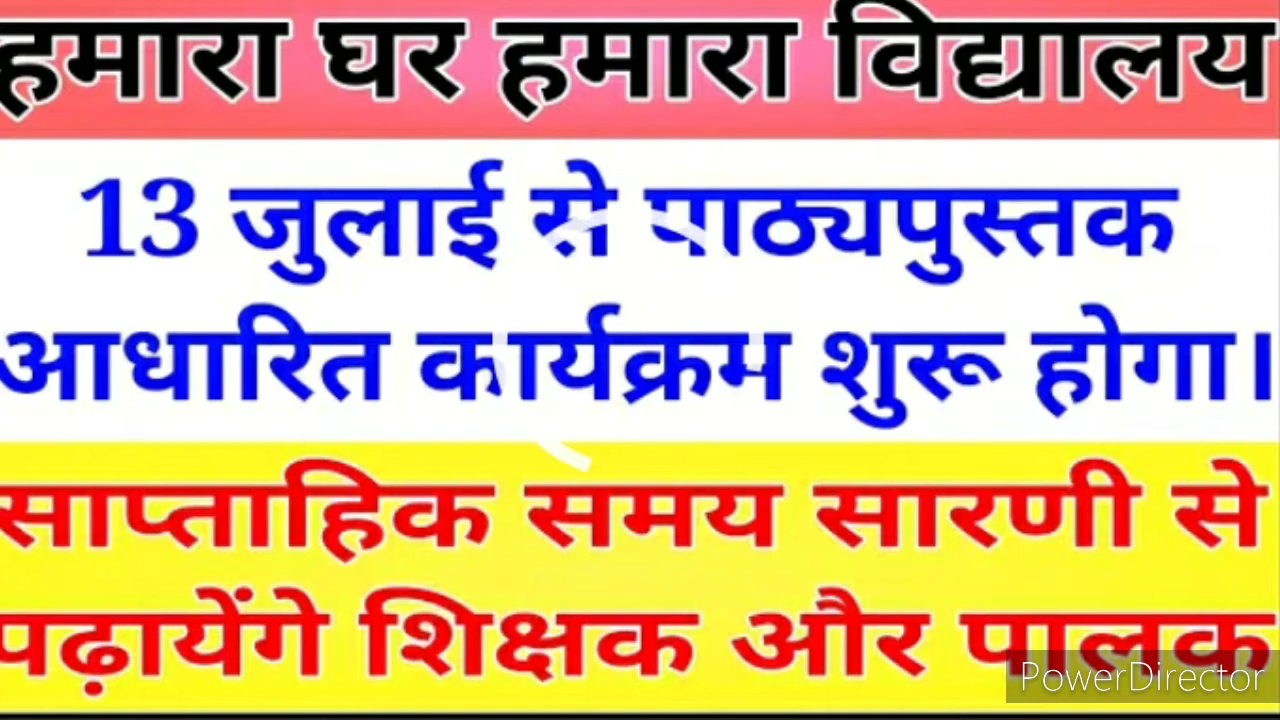 हमारा घर हमारा विद्यालय
13 जुलाई से पाठ्यपुस्तक
आधारित कार्यक्रम शुरू होगा।
साप्ताहिक समय सारणी से
पढ़ायेंगे शिक्षक और पालक
PowerDirector